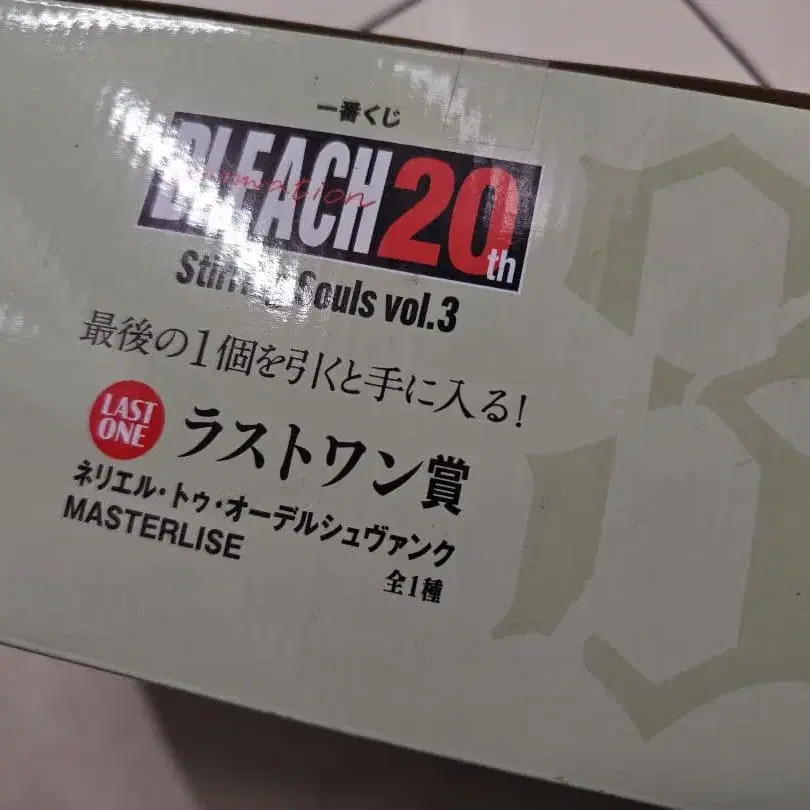 一番くじ
BLEACH 20th
Animation
Souls vol.3
最後の1個を引くと手に入る!
LAST ONE ラストワン賞
ネリエル・トゥ・オーデルシュヴァンク
MASTERLISE
全1種